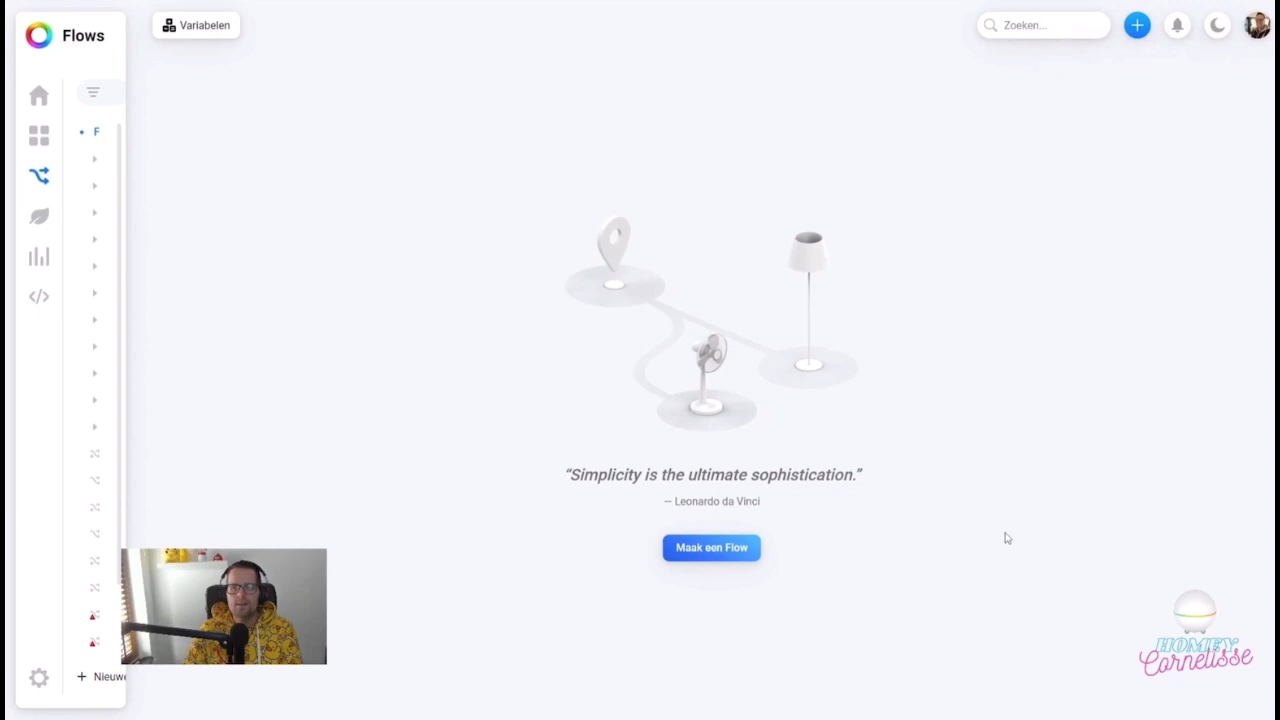 Flows
Variabelen
Zoeken...
F
“Simplicity is the ultimate sophistication.”
— Leonardo da Vinci
Maak een Flow
Nieuwe
HOMEY
Cornelisse